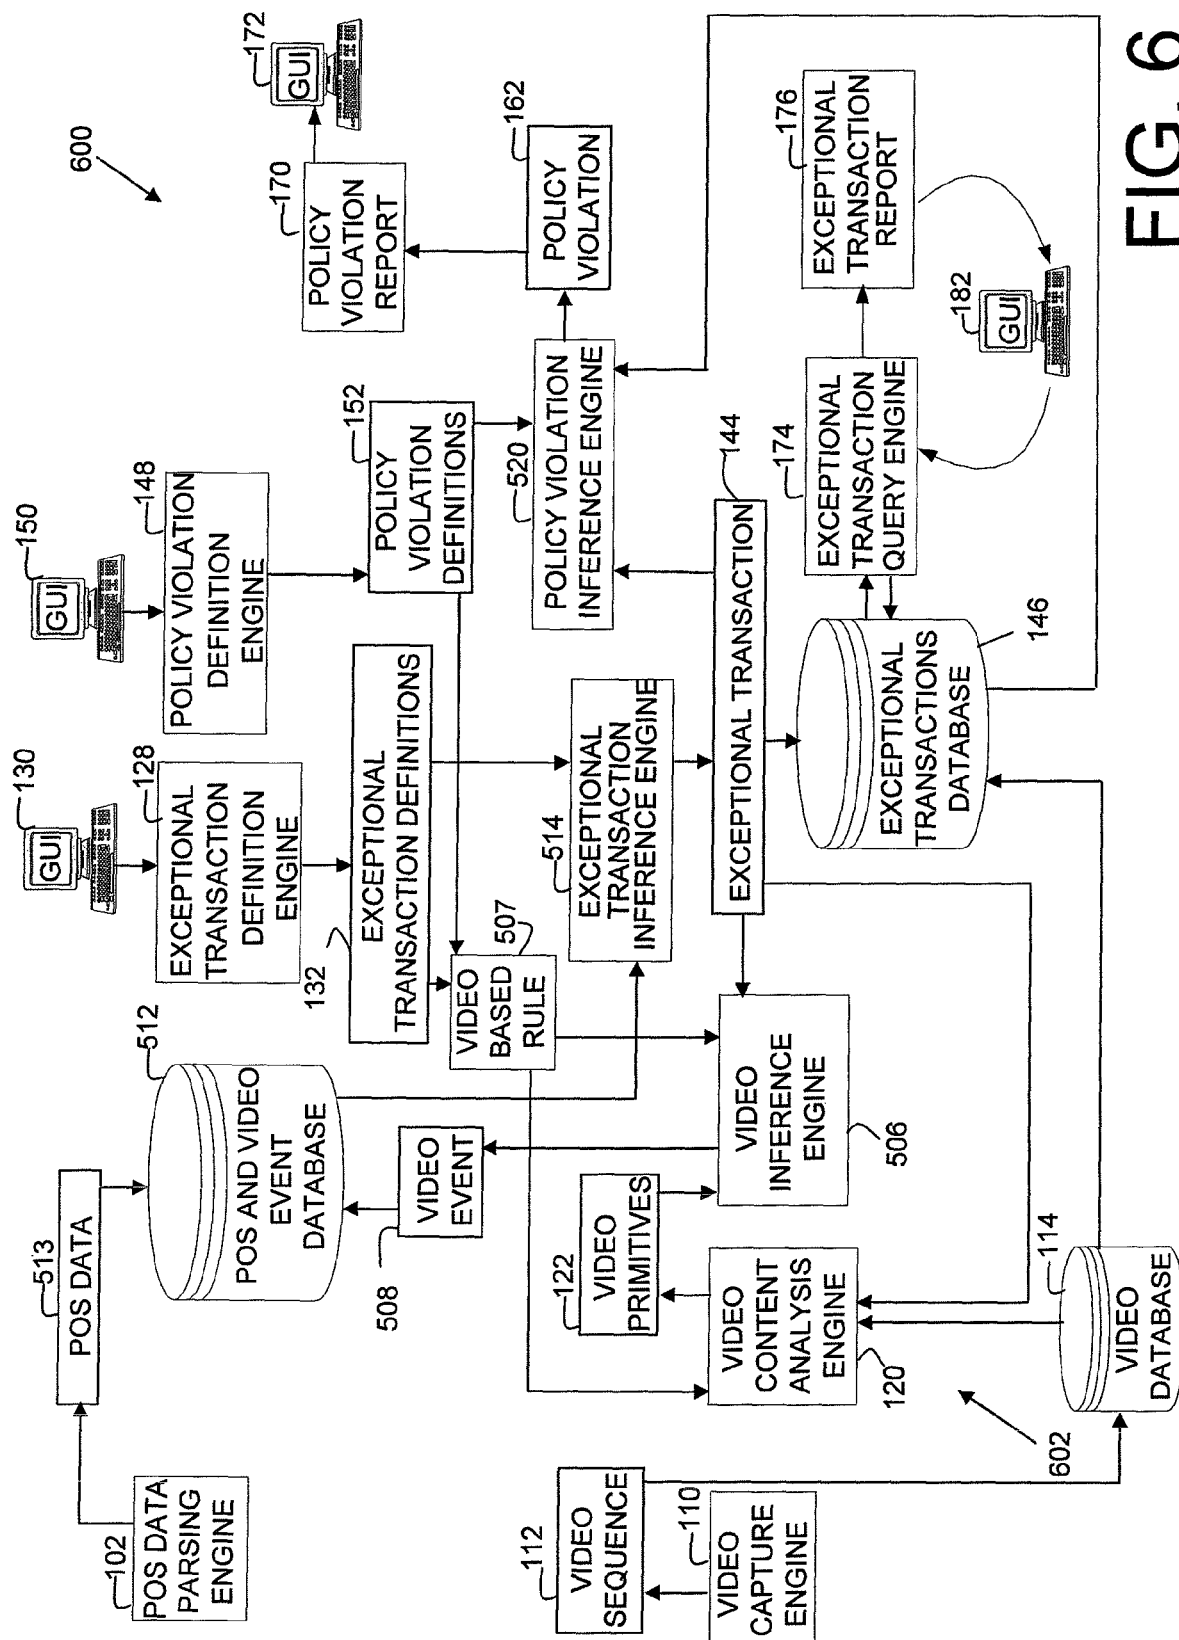 600
GUI
172
170
POLICY
VIOLATION
REPORT
162
POLICY
VIOLATION
GUI
150
148
POLICY VIOLATION
DEFINITION
ENGINE
152
POLICY
VIOLATION
DEFINITIONS
520
POLICY VIOLATION
INFERENCE ENGINE
176
EXCEPTIONAL
TRANSACTION
REPORT
GUI
182
174
EXCEPTIONAL
TRANSACTION
QUERY ENGINE
GUI
130
128
EXCEPTIONAL
TRANSACTION
DEFINITION
ENGINE
132
EXCEPTIONAL
TRANSACTION DEFINITIONS
507
VIDEO
BASED
RULE
514
EXCEPTIONAL
TRANSACTION
INFERENCE ENGINE
144
EXCEPTIONAL TRANSACTION
146
EXCEPTIONAL
TRANSACTIONS
DATABASE
512
POS AND VIDEO
EVENT
DATABASE
513
POS DATA
102
POS DATA
PARSING
ENGINE
508
VIDEO
EVENT
506
VIDEO
INFERENCE
ENGINE
122
VIDEO
PRIMITIVES
120
VIDEO
CONTENT
ANALYSIS
ENGINE
112
VIDEO
SEQUENCE
110
VIDEO
CAPTURE
ENGINE
114
VIDEO
DATABASE
602
FIG. 6